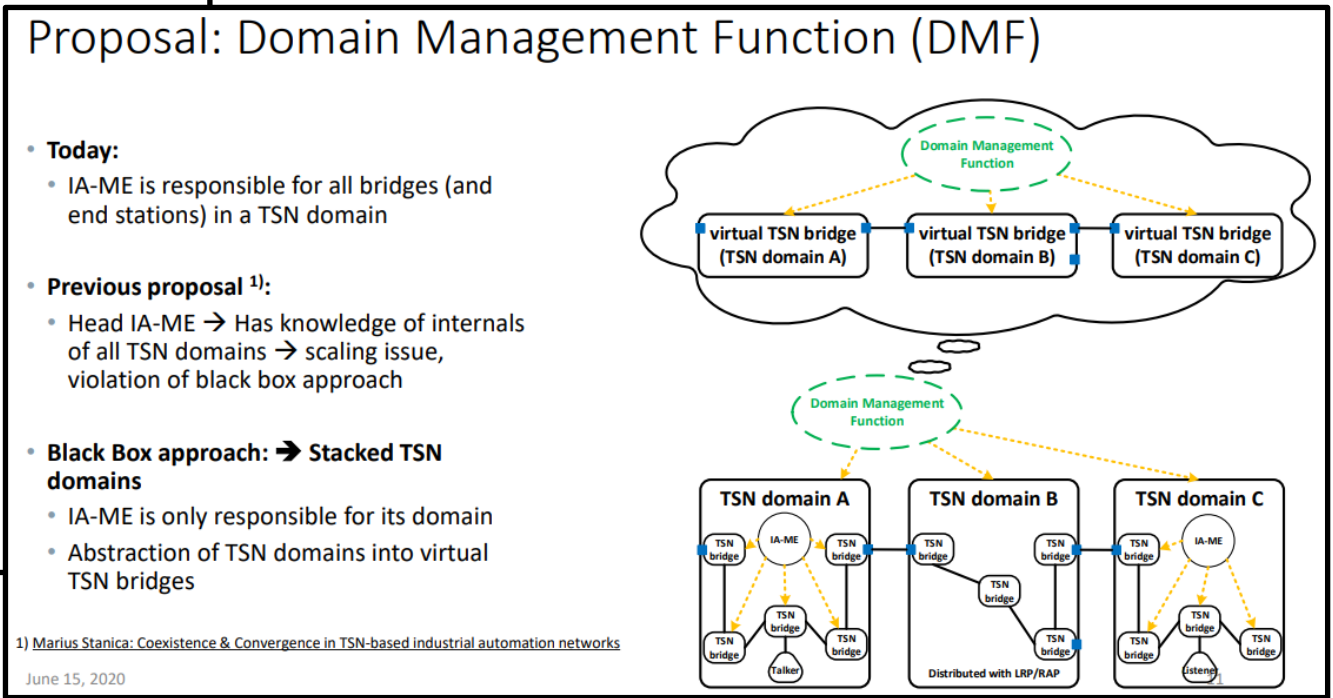 Proposal: Domain Management Function (DMF)
• Today:
• IA-ME is responsible for all bridges (and
end stations) in a TSN domain
• Previous proposal 1):
• Head IA-ME → Has knowledge of internals
of all TSN domains → scaling issue,
violation of black box approach
• Black Box approach: ➔ Stacked TSN
domains
• IA-ME is only responsible for its domain
• Abstraction of TSN domains into virtual
TSN bridges
1) Marius Stanica: Coexistence & Convergence in TSN-based industrial automation networks
June 15, 2020
Domain Management
Function
virtual TSN bridge
(TSN domain A)
virtual TSN bridge
(TSN domain B)
virtual TSN bridge
(TSN domain C)
Domain Management
Function
TSN domain A
TSN
bridge
IA-ME
TSN
bridge
TSN
bridge
TSN
bridge
TSN
bridge
Talker
TSN domain B
TSN
bridge
TSN
bridge
TSN
bridge
TSN
bridge
Distributed with LRP/RAP
TSN domain C
TSN
bridge
IA-ME
TSN
bridge
TSN
bridge
TSN
bridge
Listener
11